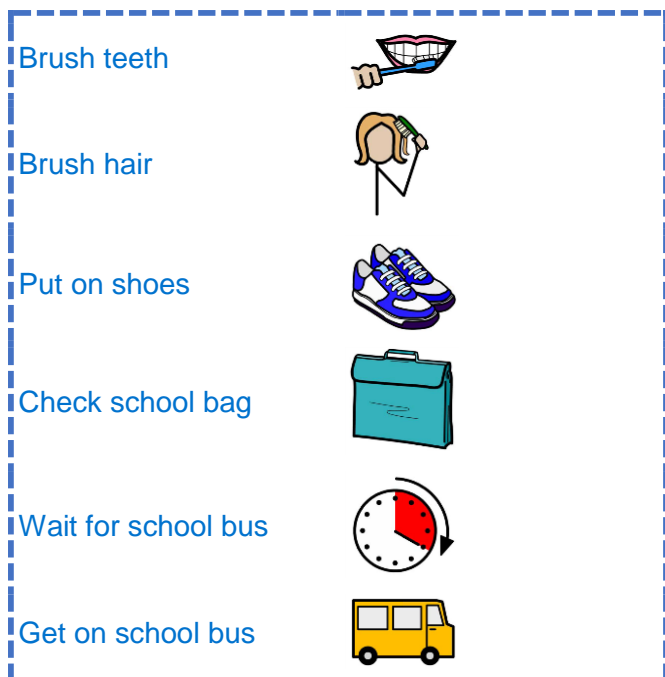 Brush teeth
Brush hair
Put on shoes
Check school bag
Wait for school bus
Get on school bus